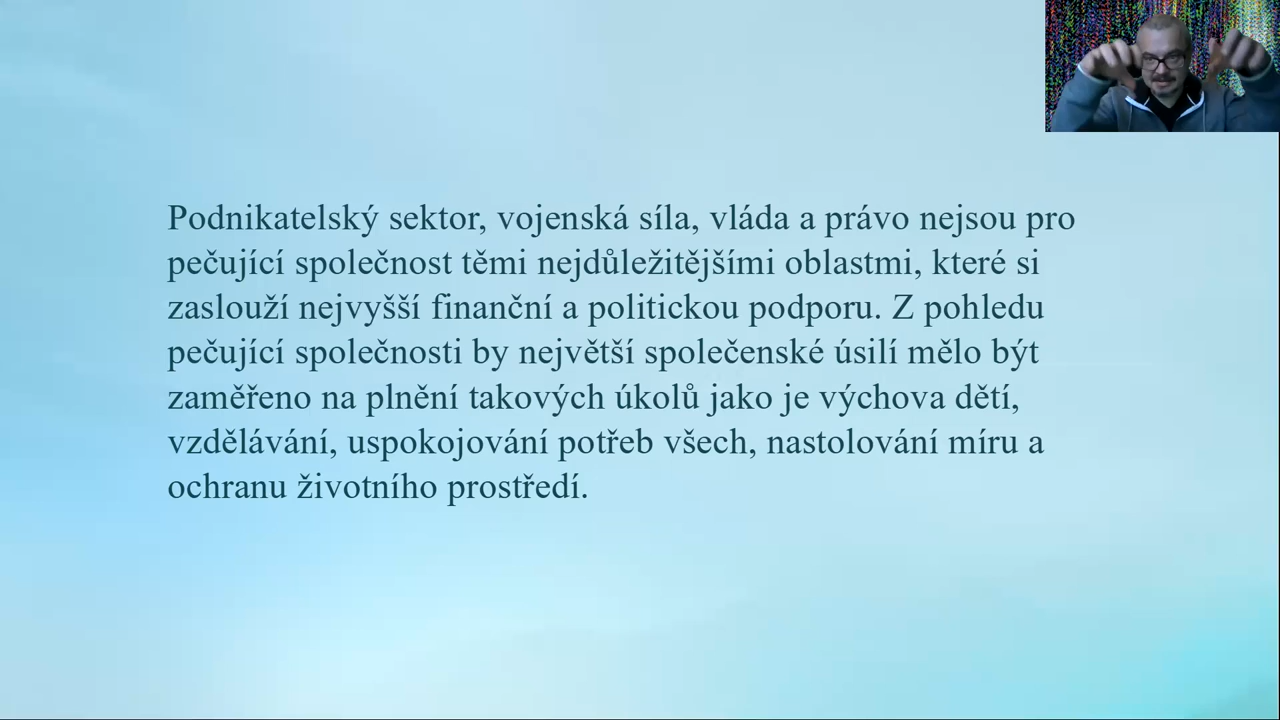 Podnikatelský sektor, vojenská síla, vláda a právo nejsou pro
pečující společnost těmi nejdůležitějšími oblastmi, které si
zaslouží nejvyšší finanční a politickou podporu. Z pohledu
pečující společnosti by největší společenské úsilí mělo být
zaměřeno na plnění takových úkolů jako je výchova dětí,
vzdělávání, uspokojování potřeb všech, nastolování míru a
ochranu životního prostředí.